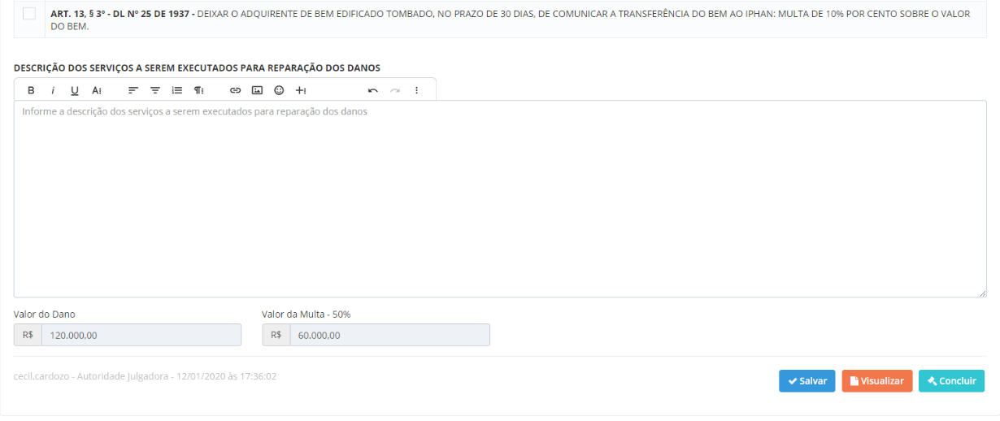 ART. 13, § 3º - DL Nº 25 DE 1937 - DEIXAR O ADQUIRENTE DE BEM EDIFICADO TOMBADO, NO PRAZO DE 30 DIAS, DE COMUNICAR A TRANSFERÊNCIA DO BEM AO IPHAN: MULTA DE 10% POR CENTO SOBRE O VALOR
DO BEM.
DESCRIÇÃO DOS SERVIÇOS A SEREM EXECUTADOS PARA REPARAÇÃO DOS DANOS
B i U A
Informe a descrição dos serviços a serem executados para reparação dos danos
Valor do Dano Valor da Multa - 50%
R$ 120.000,00 R$ 60.000,00
cecil.cardozo - Autoridade Julgadora - 12/01/2020 às 17:36:02
Salvar Visualizar Concluir